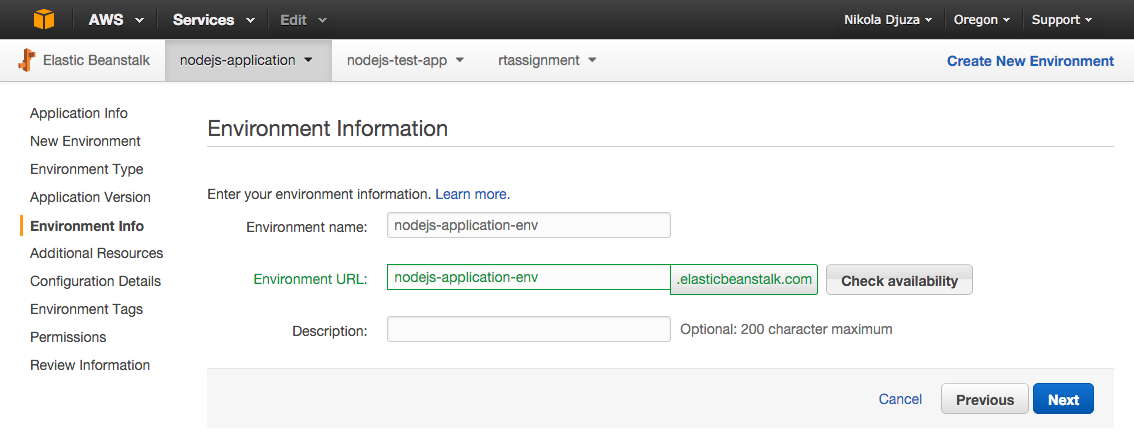 AWS Services Edit Nikola Djuza Oregon Support
Elastic Beanstalk nodejs-application nodejs-test-app rtassignment Create New Environment
Application Info
New Environment
Environment Type
Application Version
Environment Info
Additional Resources
Configuration Details
Environment Tags
Permissions
Review Information
Environment Information
Enter your environment information. Learn more.
Environment name: nodejs-application-env
Environment URL: nodejs-application-env .elasticbeanstalk.com Check availability
Description: Optional: 200 character maximum
Cancel Previous Next